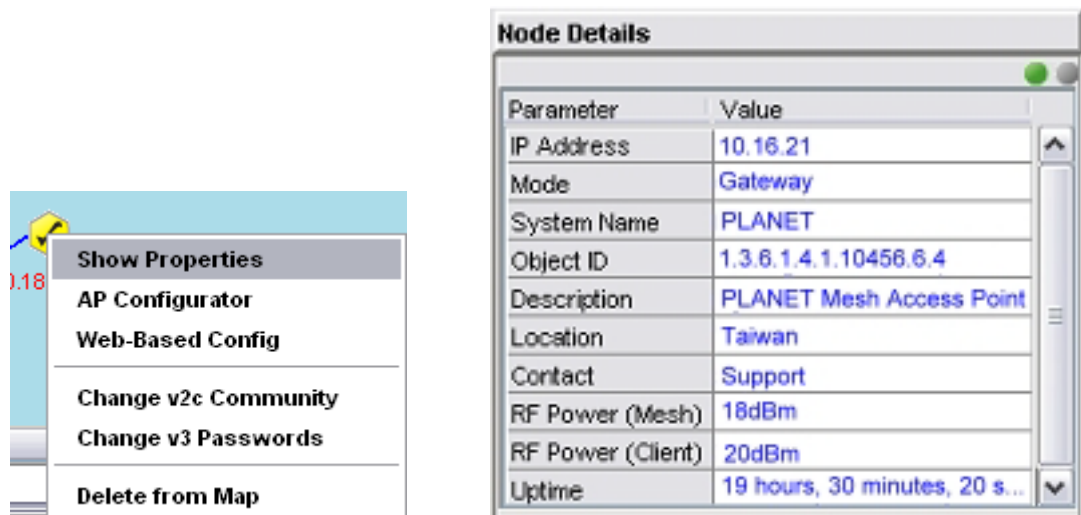 0.18
Show Properties
AP Configurator
Web-Based Config
Change v2c Community
Change v3 Passwords
Delete from Map
Node Details
Parameter Value
IP Address 10.16.21
Mode Gateway
System Name PLANET
Object ID 1.3.6.1.4.1.10456.6.4
Description PLANET Mesh Access Point
Location Taiwan
Contact Support
RF Power (Mesh) 18dBm
RF Power (Client) 20dBm
Uptime 19 hours, 30 minutes, 20 s...